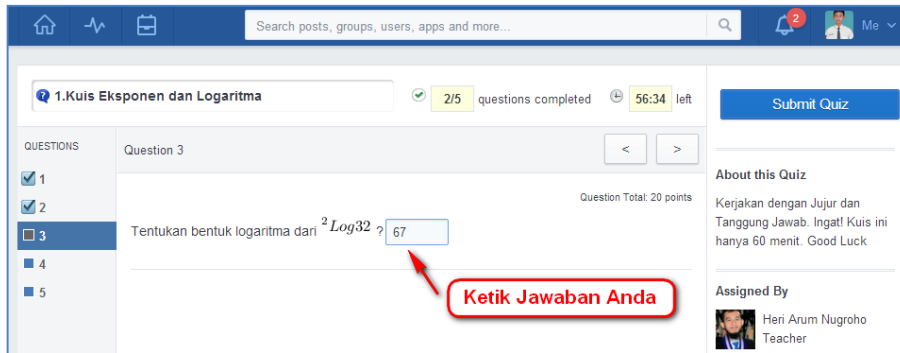 Search posts, groups, users, apps and more...
2
Me
1.Kuis Eksponen dan Logaritma
2/5 questions completed
56:34 left
Submit Quiz
QUESTIONS
1
2
3
4
5
Question 3
< >
Question Total: 20 points
Tentukan bentuk logaritma dari ²Log32 ? 67
Ketik Jawaban Anda
About this Quiz
Kerjakan dengan Jujur dan
Tanggung Jawab. Ingat! Kuis ini
hanya 60 menit. Good Luck
Assigned By
Heri Arum Nugroho
Teacher